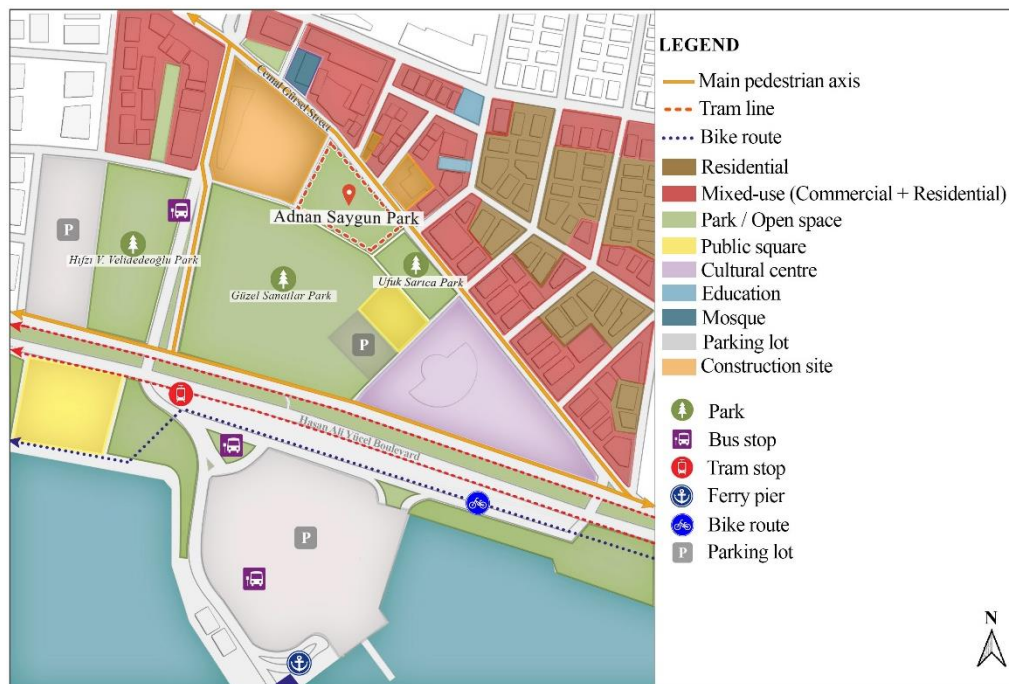 Cemal Gürsel Street
Adnan Saygun Park
P
Hıfzı V. Velidedeoğlu Park
Güzel Sanatlar Park
Ufuk Sarıca Park
P
Hasan Ali Yücel Boulevard
P
LEGEND
Main pedestrian axis
Tram line
Bike route
Residential
Mixed-use (Commercial + Residential)
Park / Open space
Public square
Cultural centre
Education
Mosque
Parking lot
Construction site
Park
Bus stop
Tram stop
Ferry pier
Bike route
P Parking lot
N